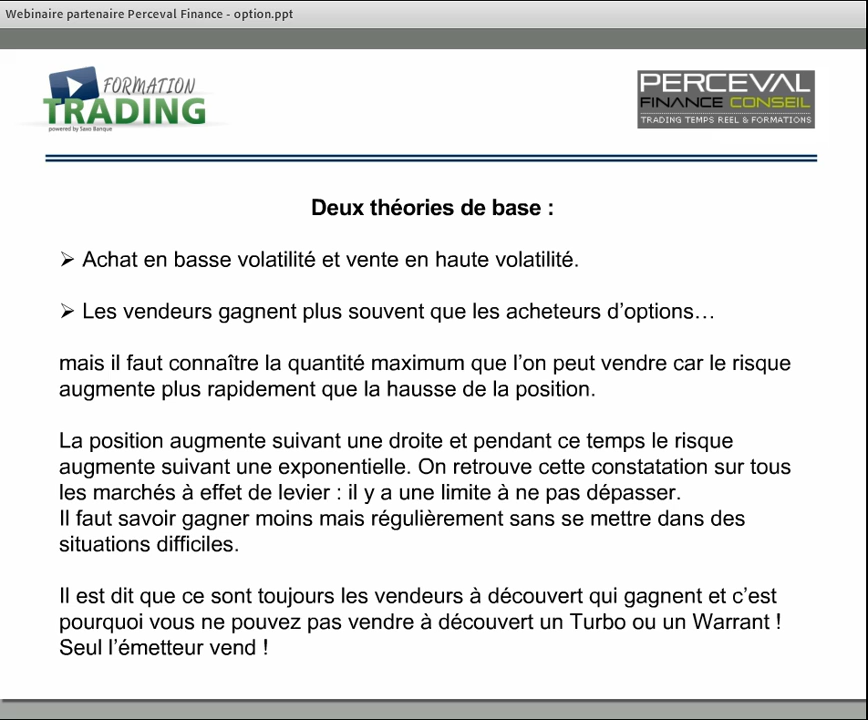 Webinaire partenaire Perceval Finance - option.ppt
FORMATION
TRADING
powered by Saxo Banque
PERCEVAL
FINANCE CONSEIL
TRADING TEMPS REEL & FORMATIONS
Deux théories de base :
➢ Achat en basse volatilité et vente en haute volatilité.
➢ Les vendeurs gagnent plus souvent que les acheteurs d’options…
mais il faut connaître la quantité maximum que l’on peut vendre car le risque
augmente plus rapidement que la hausse de la position.
La position augmente suivant une droite et pendant ce temps le risque
augmente suivant une exponentielle. On retrouve cette constatation sur tous
les marchés à effet de levier : il y a une limite à ne pas dépasser.
Il faut savoir gagner moins mais régulièrement sans se mettre dans des
situations difficiles.
Il est dit que ce sont toujours les vendeurs à découvert qui gagnent et c’est
pourquoi vous ne pouvez pas vendre à découvert un Turbo ou un Warrant !
Seul l’émetteur vend !